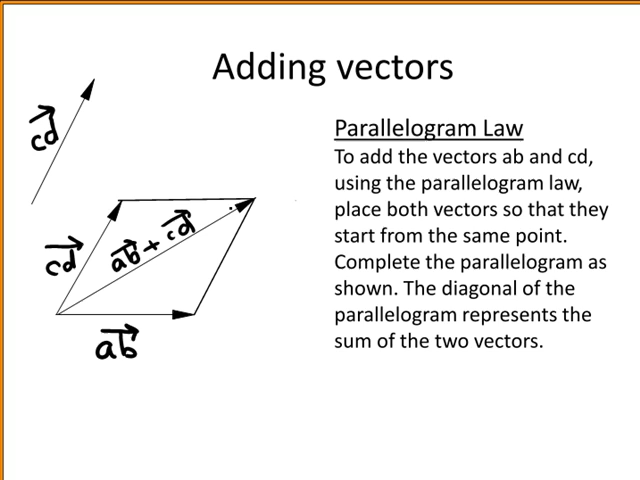 Adding vectors
cd
cd
ab + cd
ab
Parallelogram Law
To add the vectors ab and cd,
using the parallelogram law,
place both vectors so that they
start from the same point.
Complete the parallelogram as
shown. The diagonal of the
parallelogram represents the
sum of the two vectors.